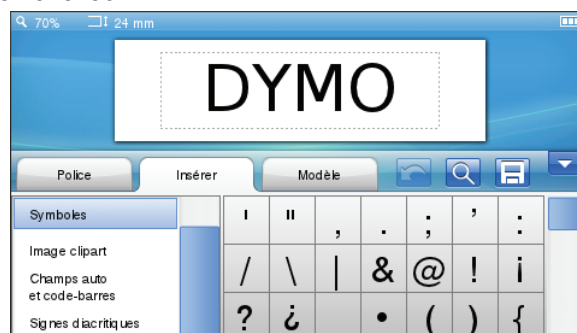 70% 24 mm
DYMO
Police Insérer Modèle
Symboles
Image clipart
Champs auto
et code-barres
Signes diacritiques
' " , . ; ’ :
/ \ | & @ ! ¡
? ¿ • ( ) {